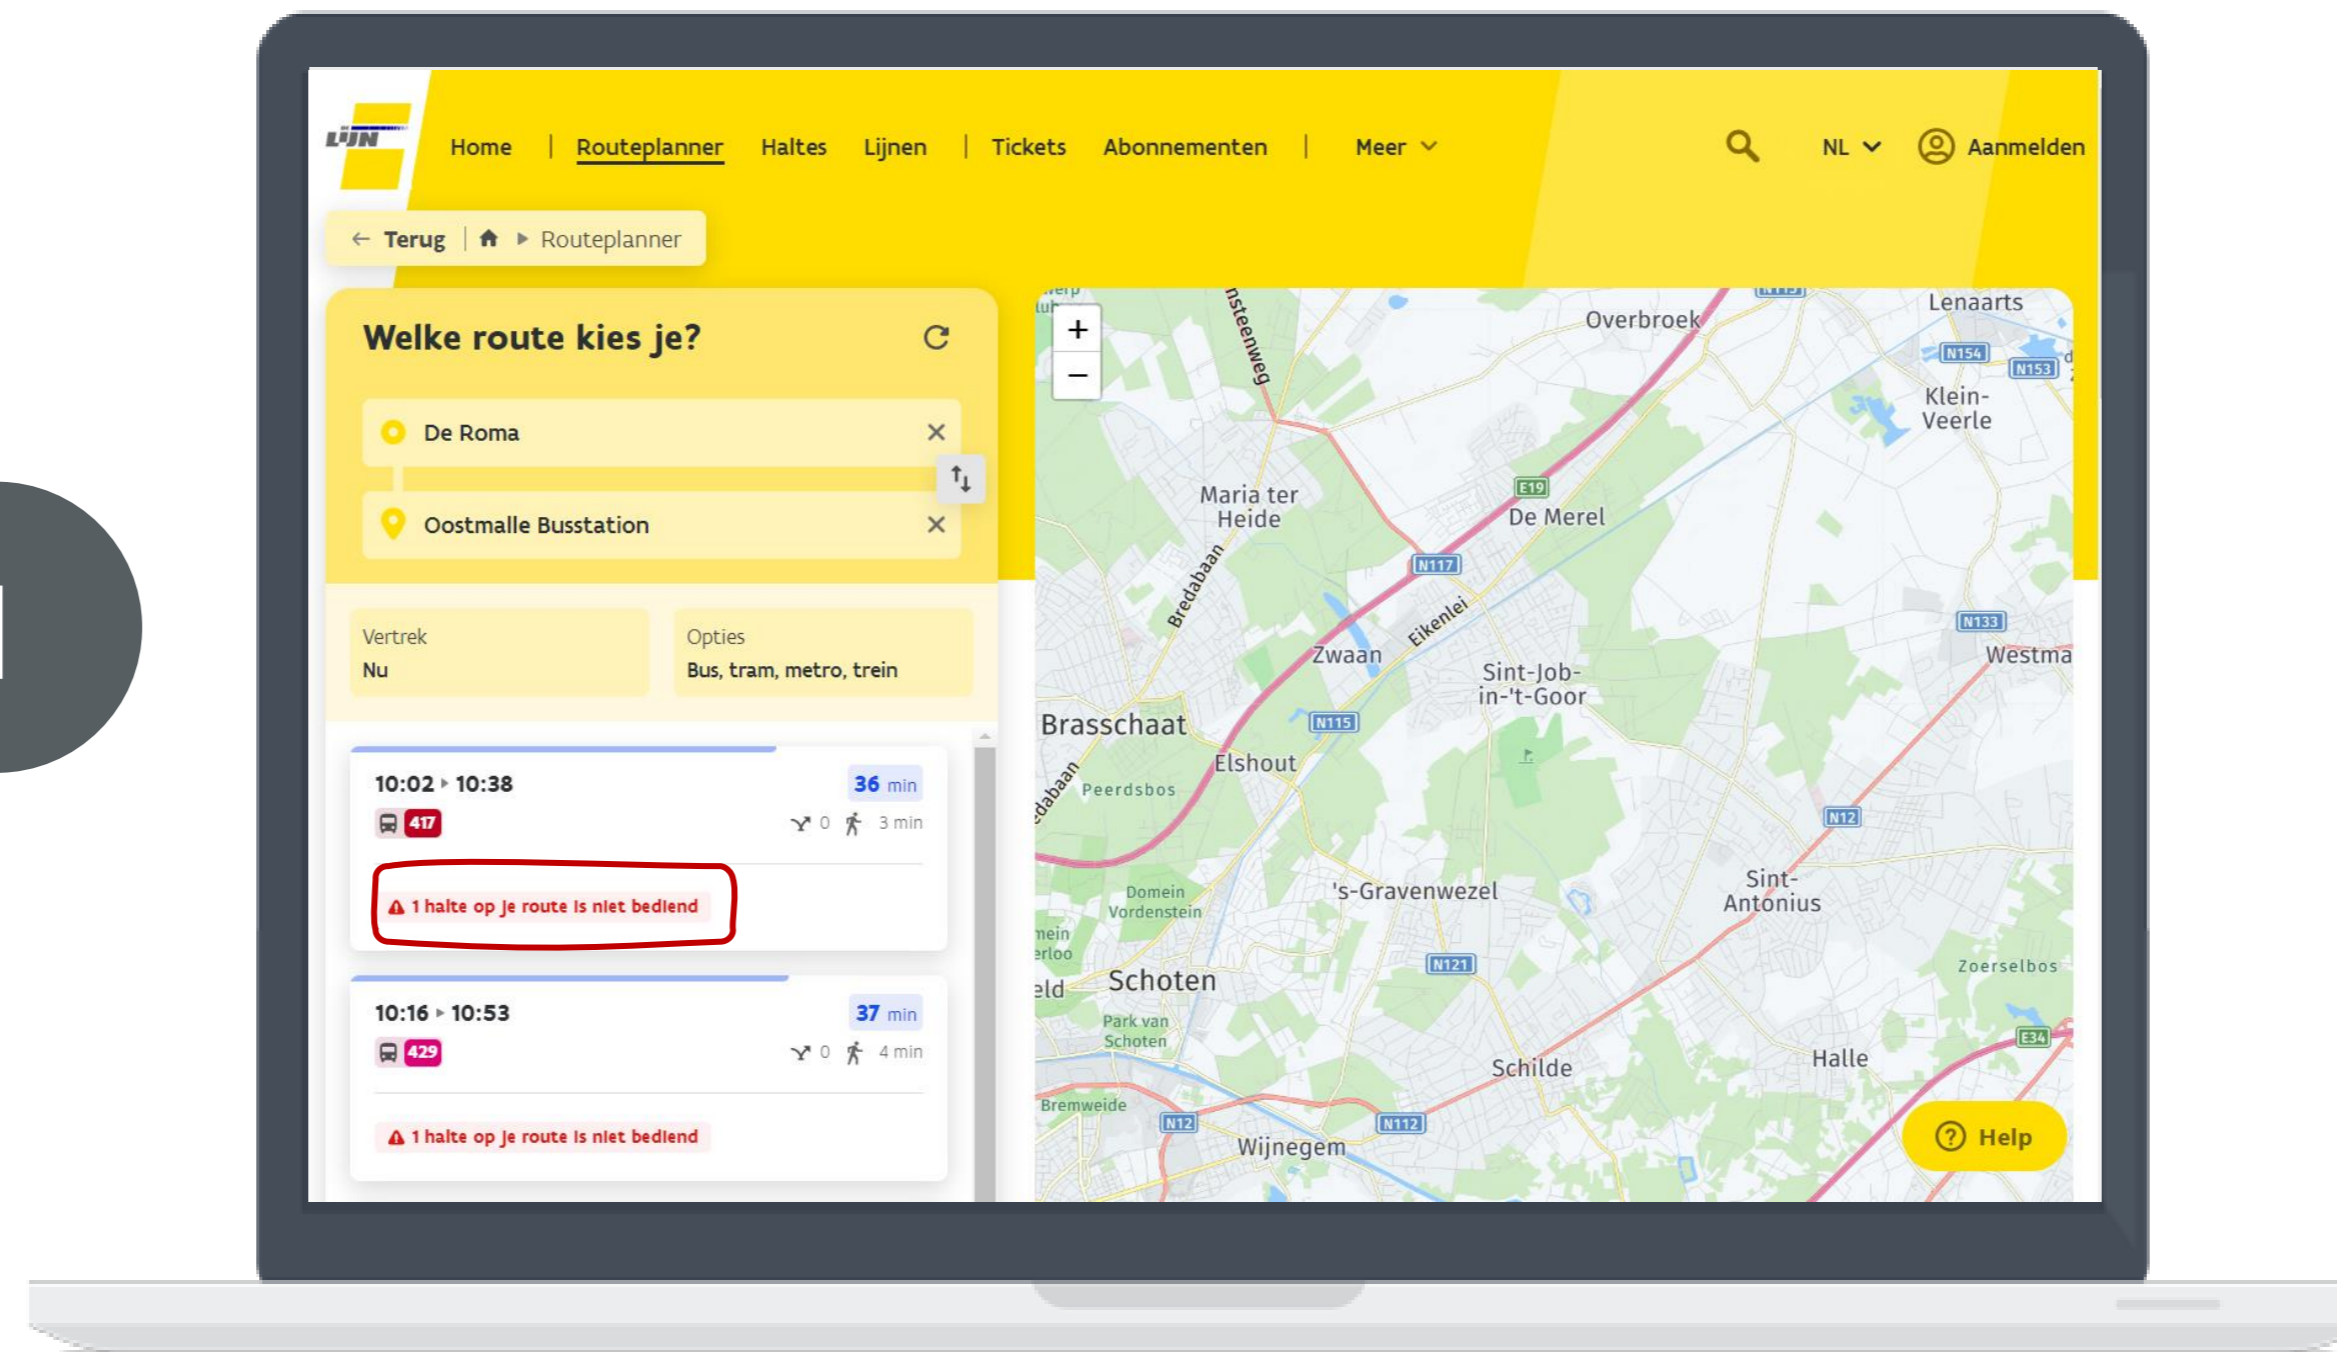 LIJN
Home | Routeplanner Haltes Lijnen | Tickets Abonnementen | Meer
NL Aanmelden
← Terug | Routeplanner
Welke route kies je?
De Roma
Oostmalle Busstation
Vertrek
Nu
Opties
Bus, tram, metro, trein
10:02 10:38
36 min
417
0 3 min
1 halte op je route is niet bediend
10:16 10:53
37 min
429
0 4 min
1 halte op je route is niet bediend
+
−
Overbroek
Lenaarts
N154
N153
Klein-
Veerle
Maria ter
Heide
E19
De Merel
Bredabaan
N117
Eikenlei
N133
Westma
Zwaan
Sint-Job-
in-'t-Goor
Brasschaat
N115
Elshout
Peerdsbos
N12
Domein
Vordenstein
's-Gravenwezel
Sint-
Antonius
N121
Zoerselbos
Schoten
Park van
Schoten
E34
Schilde
Halle
Bremweide
N12
N112
Wijnegem
Help